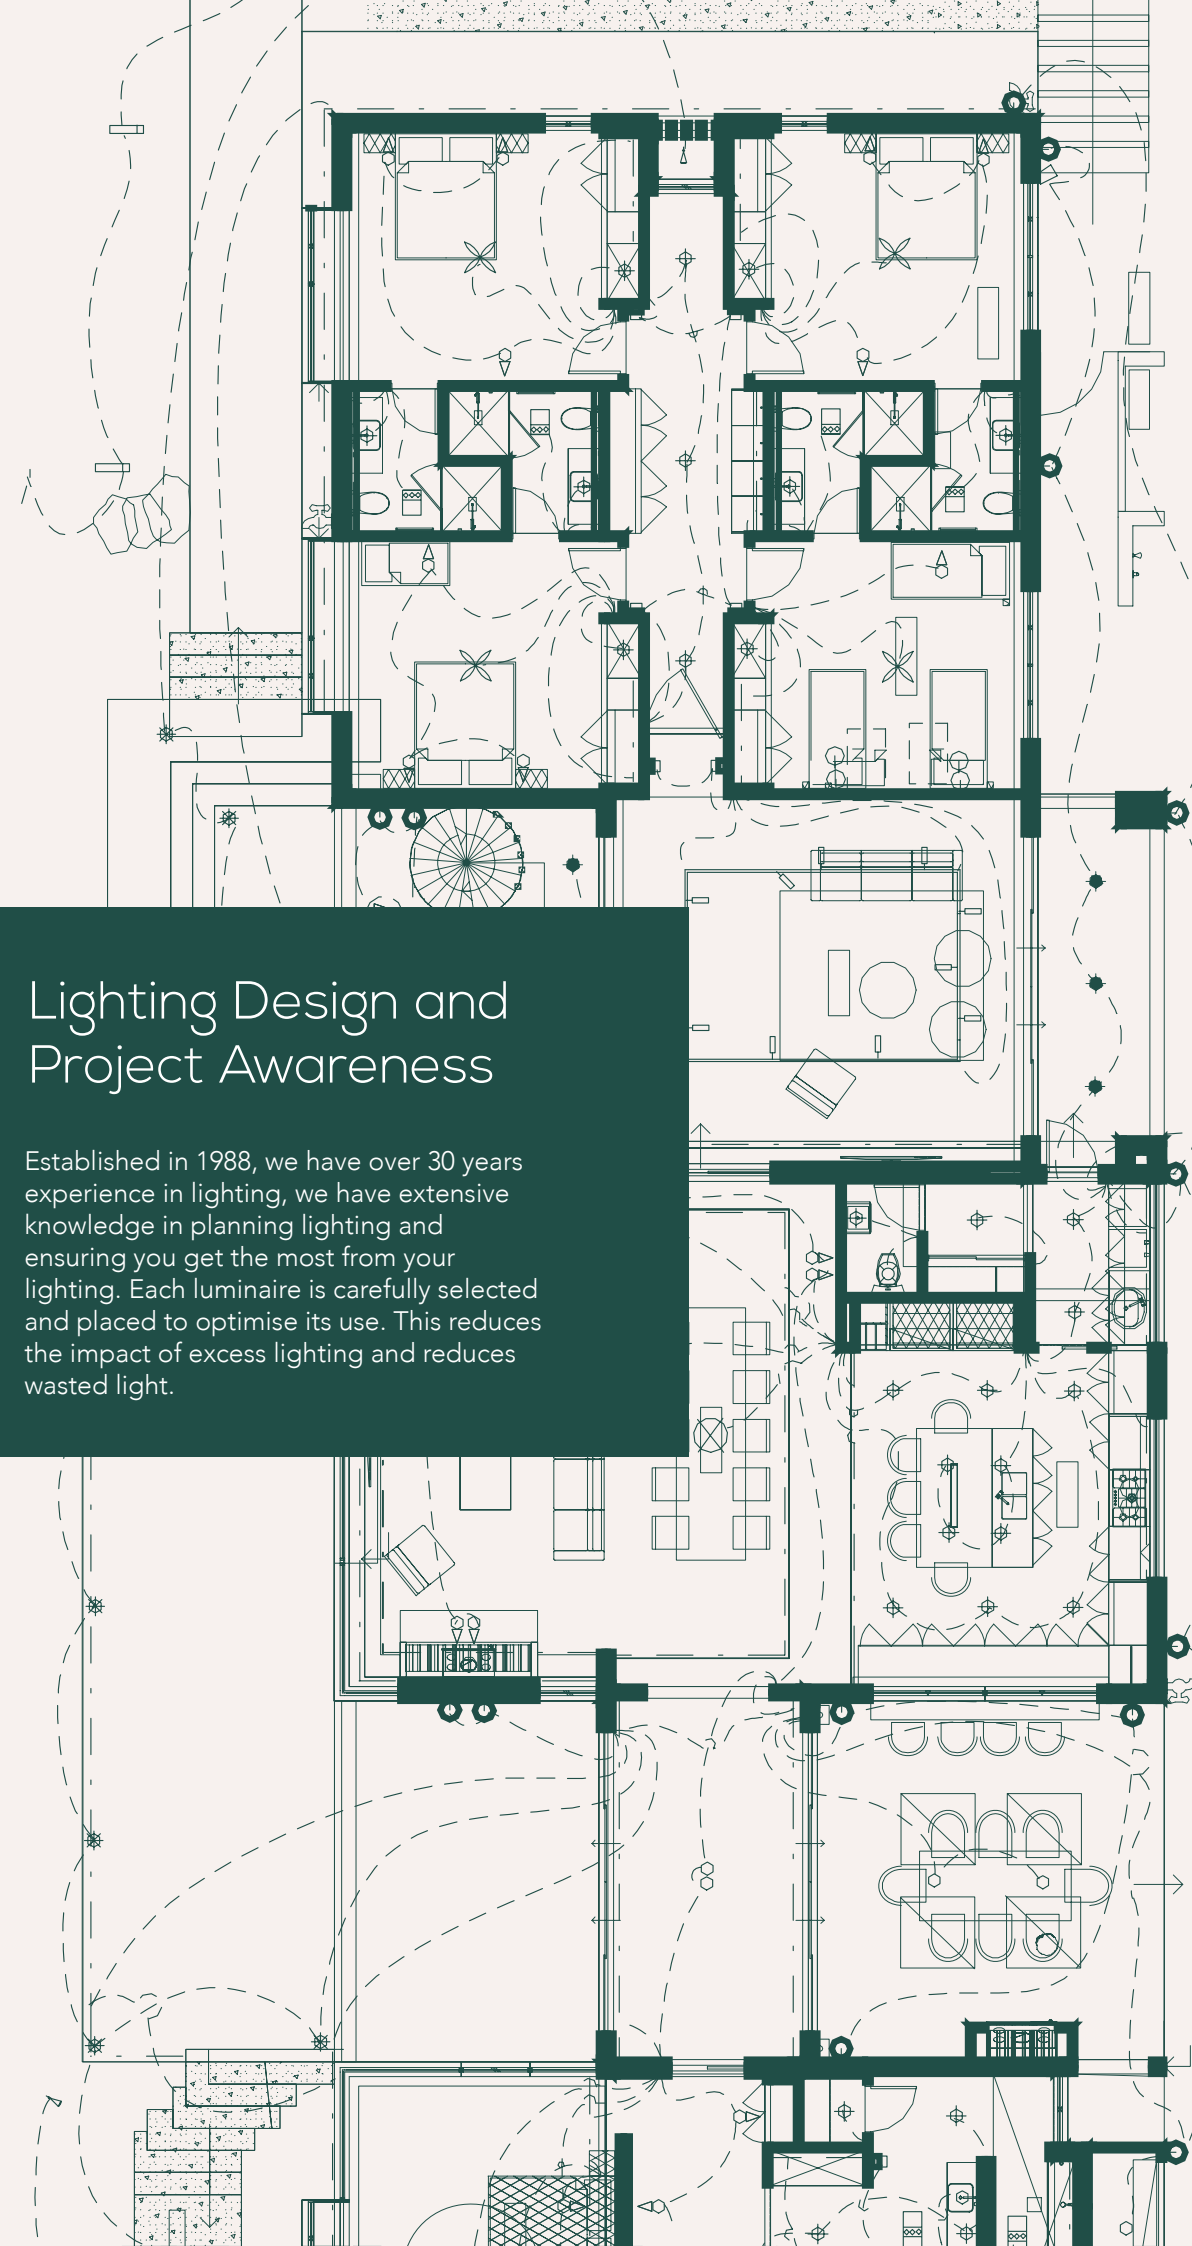 Lighting Design and
Project Awareness
Established in 1988, we have over 30 years
experience in lighting, we have extensive
knowledge in planning lighting and
ensuring you get the most from your
lighting. Each luminaire is carefully selected
and placed to optimise its use. This reduces
the impact of excess lighting and reduces
wasted light.